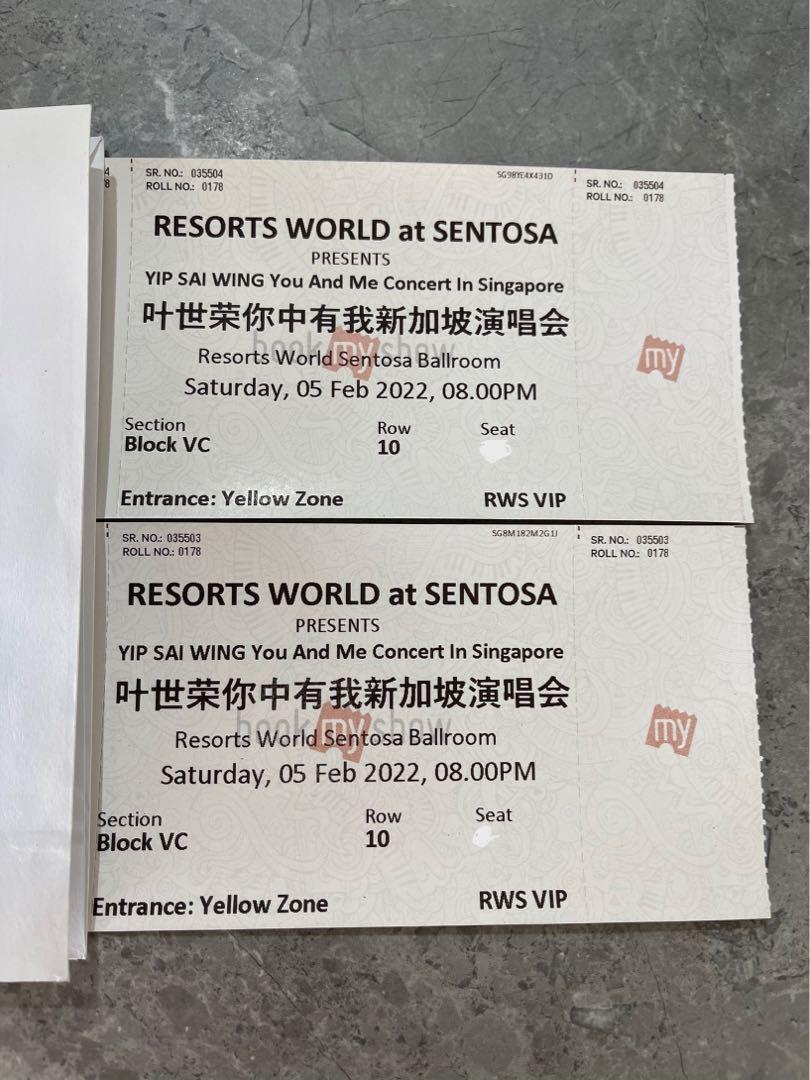 4
8
SR. NO.: 035504
ROLL NO.: 0178
SG98YE4X431D
SR. NO.: 035504
ROLL NO.: 0178
RESORTS WORLD at SENTOSA
PRESENTS
YIP SAI WING You And Me Concert In Singapore
叶世荣你中有我新加坡演唱会
book my show
my
Resorts World Sentosa Ballroom
Saturday, 05 Feb 2022, 08.00PM
Section Row Seat
Block VC 10
Entrance: Yellow Zone RWS VIP
SR. NO.: 035503
ROLL NO.: 0178
SG8M182M2G1J
SR. NO.: 035503
ROLL NO.: 0178
RESORTS WORLD at SENTOSA
PRESENTS
YIP SAI WING You And Me Concert In Singapore
叶世荣你中有我新加坡演唱会
book my show
my
Resorts World Sentosa Ballroom
Saturday, 05 Feb 2022, 08.00PM
Section Row Seat
Block VC 10
Entrance: Yellow Zone RWS VIP